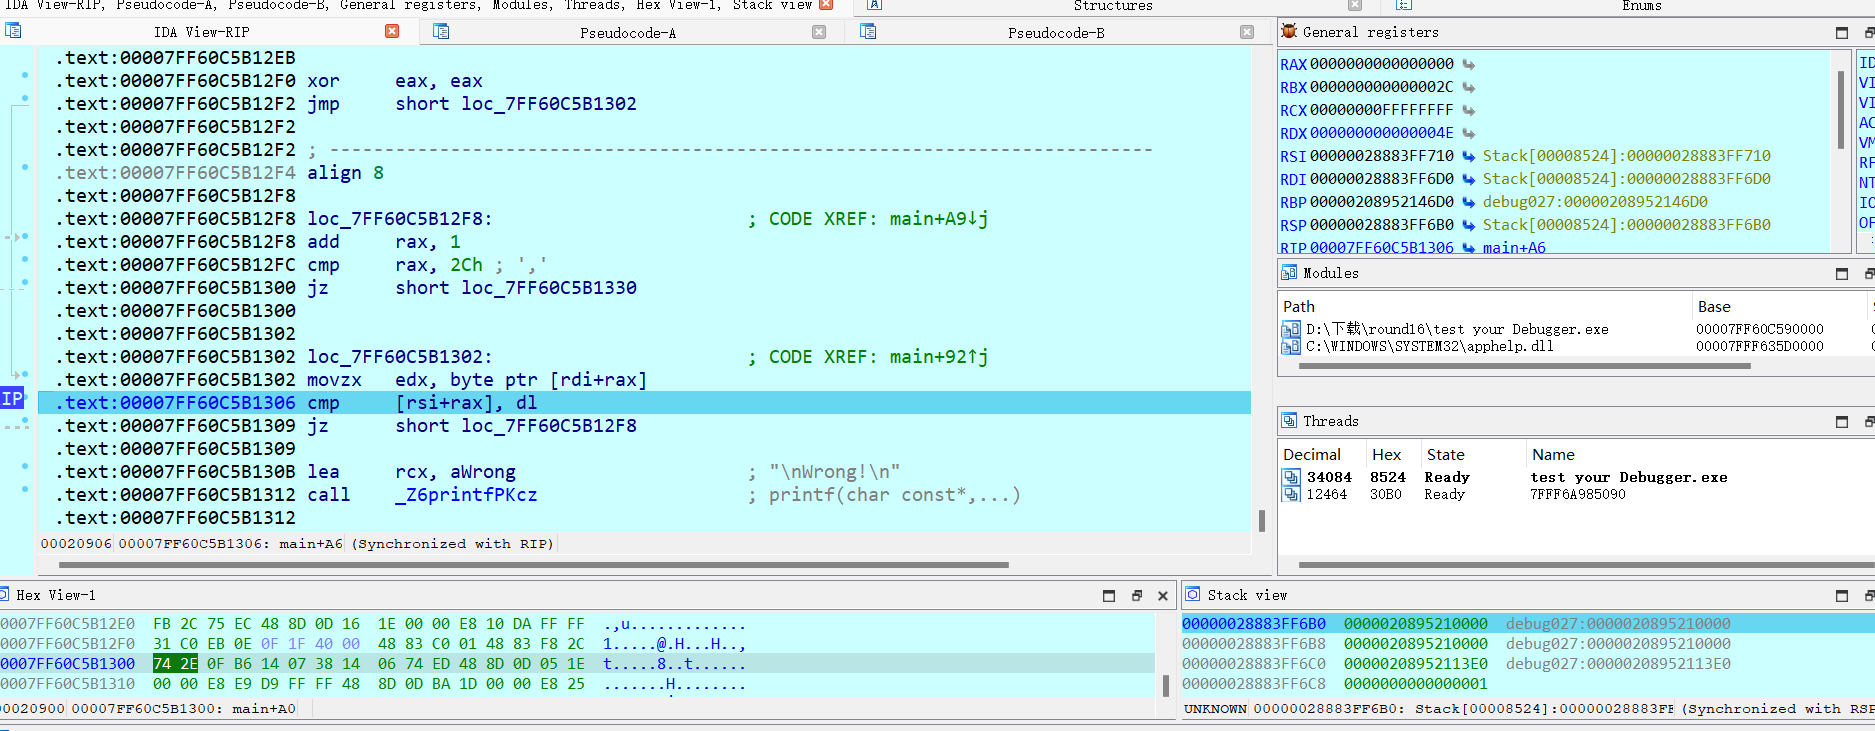 IDA View-RIP, Pseudocode-A, Pseudocode-B, General registers, Modules, Threads, Hex View-1, Stack view
Structures
Enums
IDA View-RIP
Pseudocode-A
Pseudocode-B
.text:00007FF60C5B12EB
.text:00007FF60C5B12F0 xor eax, eax
.text:00007FF60C5B12F2 jmp short loc_7FF60C5B1302
.text:00007FF60C5B12F2
.text:00007FF60C5B12F2 ; ---------------------------------------------------------------------------
.text:00007FF60C5B12F4 align 8
.text:00007FF60C5B12F8
.text:00007FF60C5B12F8 loc_7FF60C5B12F8: ; CODE XREF: main+A9↓j
.text:00007FF60C5B12F8 add rax, 1
.text:00007FF60C5B12FC cmp rax, 2Ch ; ','
.text:00007FF60C5B1300 jz short loc_7FF60C5B1330
.text:00007FF60C5B1300
.text:00007FF60C5B1302
.text:00007FF60C5B1302 loc_7FF60C5B1302: ; CODE XREF: main+92↑j
.text:00007FF60C5B1302 movzx edx, byte ptr [rdi+rax]
IP
.text:00007FF60C5B1306 cmp [rsi+rax], dl
.text:00007FF60C5B1309 jz short loc_7FF60C5B12F8
.text:00007FF60C5B1309
.text:00007FF60C5B130B lea rcx, aWrong ; "\nWrong!\n"
.text:00007FF60C5B1312 call _Z6printfPKcz ; printf(char const*,...)
.text:00007FF60C5B1312
00020906 00007FF60C5B1306: main+A6 (Synchronized with RIP)
General registers
RAX 0000000000000000
RBX 000000000000002C
RCX 00000000FFFFFFFF
RDX 000000000000004E
RSI 00000028883FF710 Stack[00008524]:00000028883FF710
RDI 00000028883FF6D0 Stack[00008524]:00000028883FF6D0
RBP 00000208952146D0 debug027:00000208952146D0
RSP 00000028883FF6B0 Stack[00008524]:00000028883FF6B0
RIP 00007FF60C5B1306 main+A6
ID
VI
VI
AC
VM
RF
NT
IO
OF
Modules
Path Base
D:\下载\round16\test your Debugger.exe 00007FF60C590000
C:\WINDOWS\SYSTEM32\apphelp.dll 00007FFF635D0000
Threads
Decimal Hex State Name
34084 8524 Ready test your Debugger.exe
12464 30B0 Ready 7FFF6A985090
Hex View-1
0007FF60C5B12E0 FB 2C 75 EC 48 8D 0D 16 1E 00 00 E8 10 DA FF FF .,u.............
0007FF60C5B12F0 31 C0 EB 0E 0F 1F 40 00 48 83 C0 01 48 83 F8 2C 1.....@.H...H..,
0007FF60C5B1300 74 2E 0F B6 14 07 38 14 06 74 ED 48 8D 0D 05 1E t.....8..t......
0007FF60C5B1310 00 00 E8 E9 D9 FF FF 48 8D 0D BA 1D 00 00 E8 25 .......H........
00020900 00007FF60C5B1300: main+A0
Stack view
00000028883FF6B0 0000020895210000 debug027:0000020895210000
00000028883FF6B8 0000020895210000 debug027:0000020895210000
00000028883FF6C0 00000208952113E0 debug027:00000208952113E0
00000028883FF6C8 0000000000000001
UNKNOWN 00000028883FF6B0: Stack[00008524]:00000028883FF (Synchronized with RSP